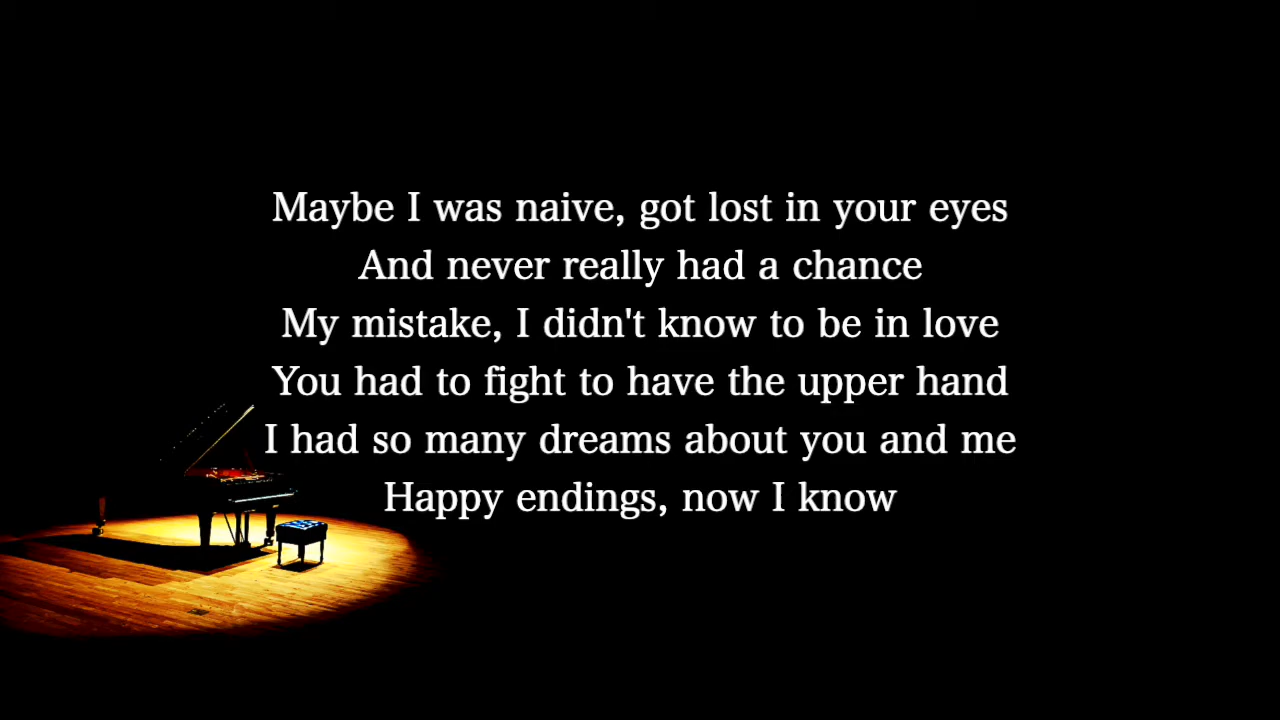 Maybe I was naive, got lost in your eyes
And never really had a chance
My mistake, I didn't know to be in love
You had to fight to have the upper hand
I had so many dreams about you and me
Happy endings, now I know